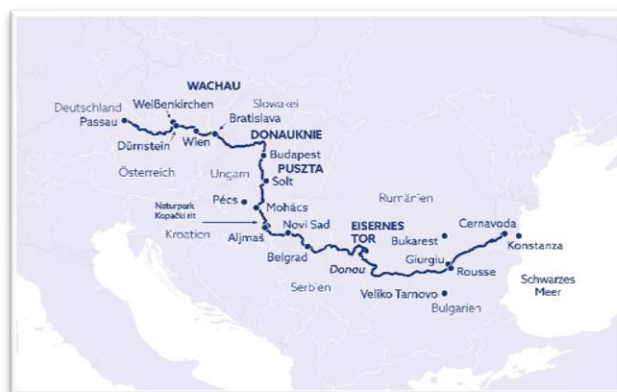 WACHAU
Deutschland
Weißenkirchen
Slowakei
Passau
Bratislava
Dürnstein
Wien
DONAUKNIE
Budapest
Österreich
Ungarn
PUSZTA
Solt
Pécs
Rumänien
Naturpark
Kopački rit
Mohács
Kroatien
Aljmaš
Novi Sad
EISERNES
TOR
Cernavoda
Bukarest
Konstanza
Belgrad
Donau
Giurgiu
Rousse
Serbien
Veliko Tarnovo
Schwarzes
Meer
Bulgarien